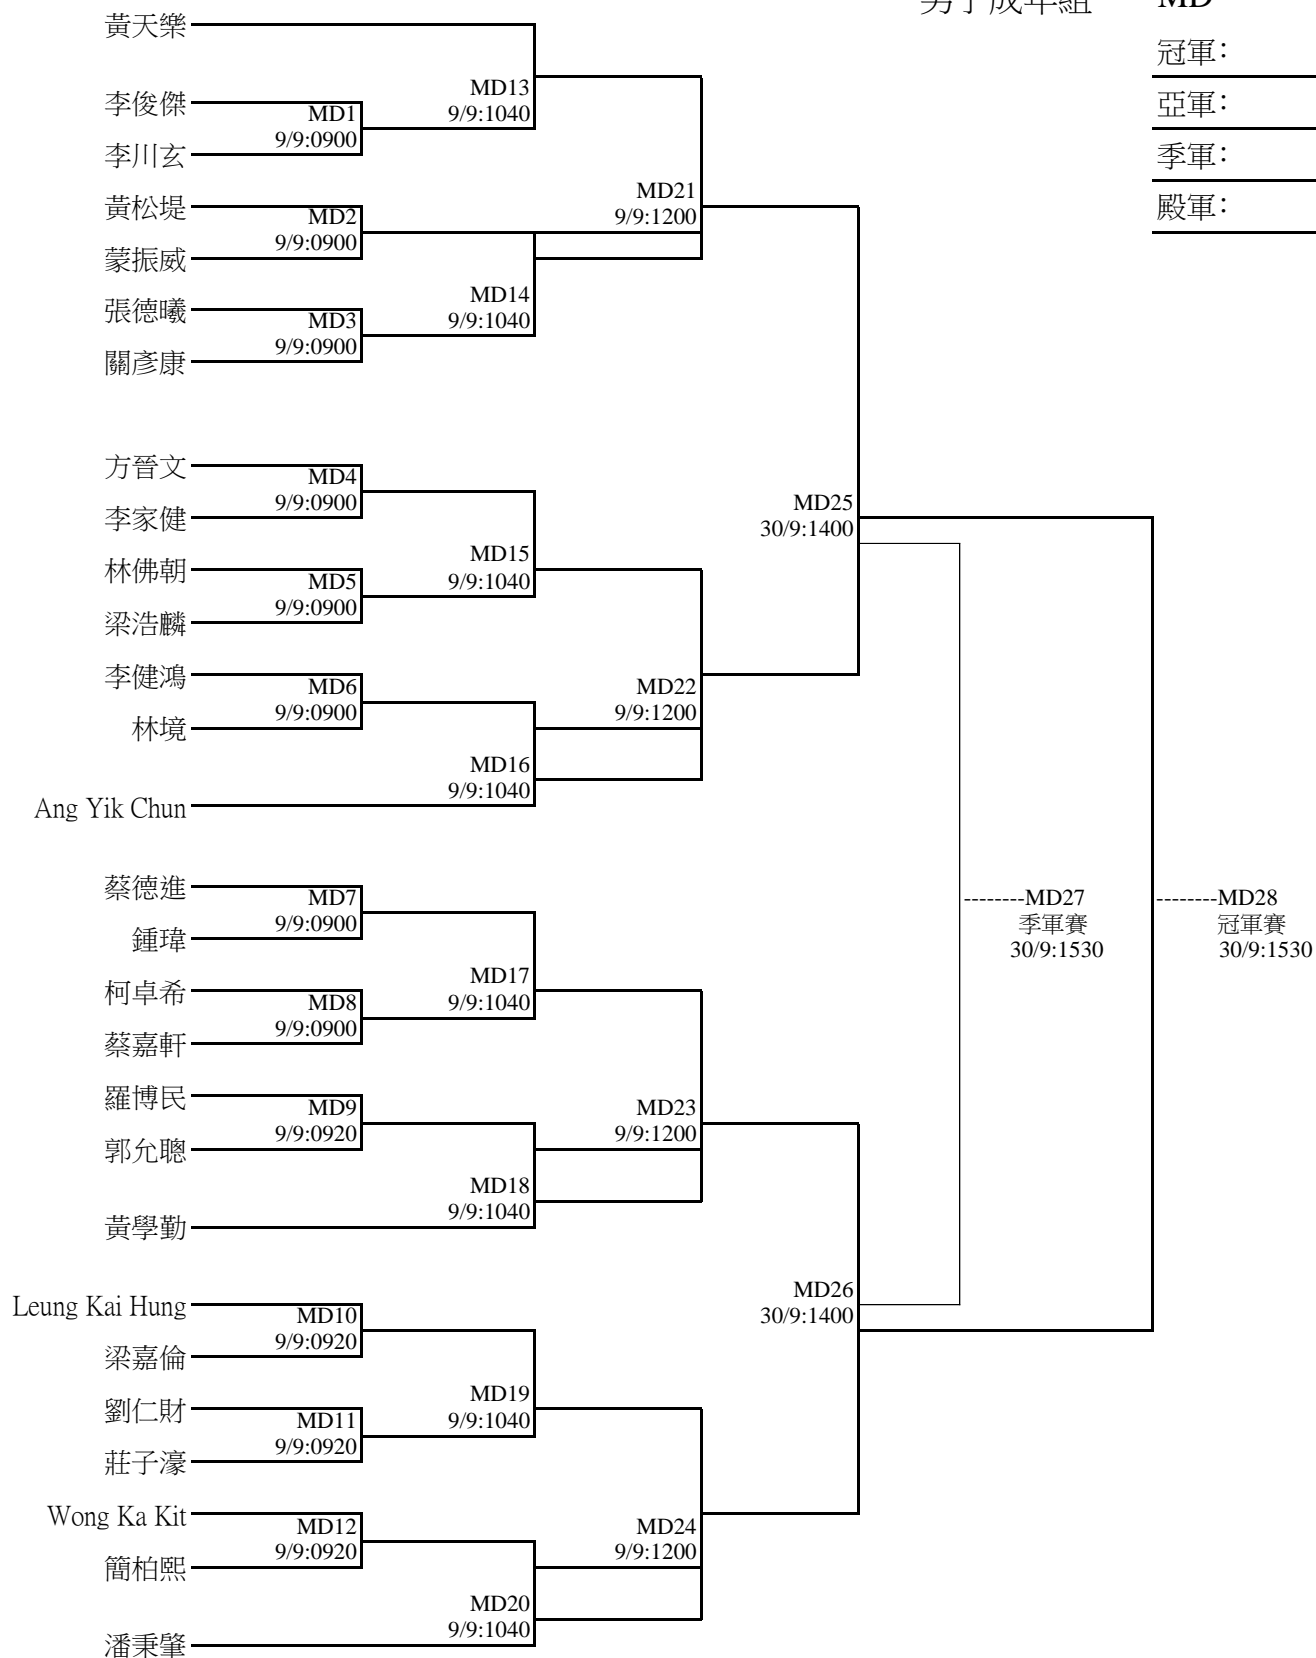 男子成年組 MD
冠軍:
亞軍:
季軍:
殿軍:
黃天樂
MD13
9/9:1040
李俊傑
MD1
9/9:0900
李川玄
黃松堤
MD2
9/9:0900
蒙振威
MD21
9/9:1200
張德曦
MD3
9/9:0900
關彥康
MD14
9/9:1040
方晉文
MD4
9/9:0900
李家健
MD25
30/9:1400
林佛朝
MD5
9/9:0900
梁浩麟
MD15
9/9:1040
李健鴻
MD6
9/9:0900
林境
MD22
9/9:1200
MD16
9/9:1040
Ang Yik Chun
蔡德進
MD7
9/9:0900
鍾瑋
--------MD27
季軍賽
30/9:1530
--------MD28
冠軍賽
30/9:1530
柯卓希
MD8
9/9:0900
蔡嘉軒
MD17
9/9:1040
羅博民
MD9
9/9:0920
郭允聰
MD23
9/9:1200
MD18
9/9:1040
黃學勤
Leung Kai Hung
MD10
9/9:0920
梁嘉倫
MD26
30/9:1400
劉仁財
MD11
9/9:0920
莊子濠
MD19
9/9:1040
Wong Ka Kit
MD12
9/9:0920
簡柏熙
MD24
9/9:1200
MD20
9/9:1040
潘秉肇